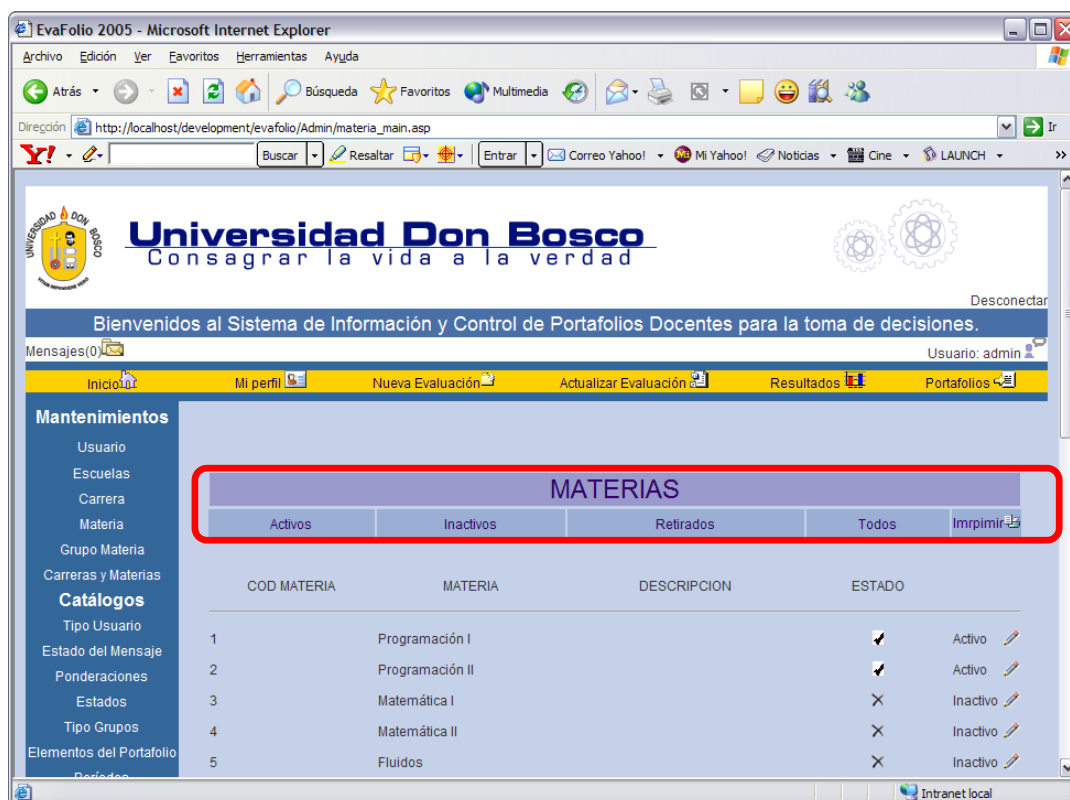 EvaFolio 2005 - Microsoft Internet Explorer
Archivo Edición Ver Favoritos Herramientas Ayuda
Atrás Búsqueda Favoritos Multimedia
Dirección http://localhost/development/evafolio/Admin/materia_main.asp Ir
Y! Buscar Resaltar Entrar Correo Yahoo! Mi Yahoo! Noticias Cine LAUNCH »
UNIVERSIDAD DON BOSCO
Universidad Don Bosco
Consagrar la vida a la verdad
Desconectar
Bienvenidos al Sistema de Información y Control de Portafolios Docentes para la toma de decisiones.
Mensajes(0) Usuario: admin
Inicio Mi perfil Nueva Evaluación Actualizar Evaluación Resultados Portafolios
Mantenimientos
Usuario
Escuelas
Carrera
Materia
Grupo Materia
Carreras y Materias
Catálogos
Tipo Usuario
Estado del Mensaje
Ponderaciones
Estados
Tipo Grupos
Elementos del Portafolio
MATERIAS
Activos Inactivos Retirados Todos Imrpimir
COD MATERIA MATERIA DESCRIPCION ESTADO
1 Programación I Activo
2 Programación II Activo
3 Matemática I Inactivo
4 Matemática II Inactivo
5 Fluidos Inactivo
Intranet local